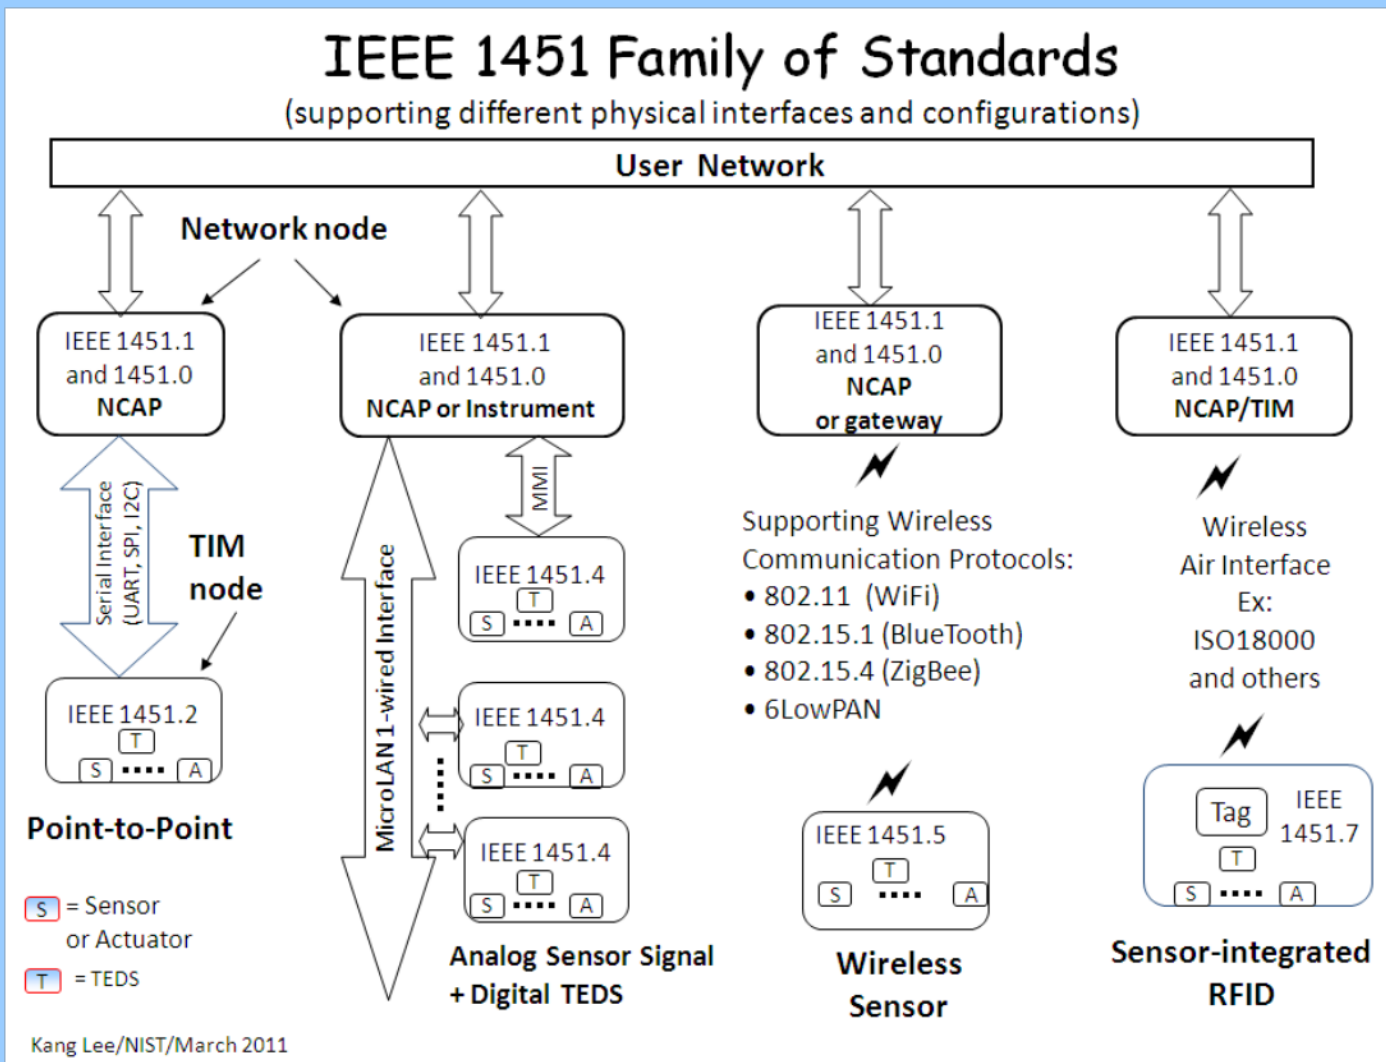 IEEE 1451 Family of Standards
(supporting different physical interfaces and configurations)
User Network
Network node
IEEE 1451.1
and 1451.0
NCAP
IEEE 1451.1
and 1451.0
NCAP or Instrument
IEEE 1451.1
and 1451.0
NCAP
or gateway
IEEE 1451.1
and 1451.0
NCAP/TIM
Serial Interface
(UART, SPI, I2C)
TIM
node
IEEE 1451.2
T
S
A
Point-to-Point
MicroLAN1-wired Interface
MMI
IEEE 1451.4
T
S
A
IEEE 1451.4
T
S
A
IEEE 1451.4
T
S
A
Analog Sensor Signal
+ Digital TEDS
Supporting Wireless
Communication Protocols:
• 802.11 (WiFi)
• 802.15.1 (BlueTooth)
• 802.15.4 (ZigBee)
• 6LowPAN
IEEE 1451.5
T
S
A
Wireless
Sensor
Wireless
Air Interface
Ex:
ISO18000
and others
Tag
IEEE
1451.7
T
S
A
Sensor-integrated
RFID
S = Sensor
or Actuator
T = TEDS
Kang Lee/NIST/March 2011